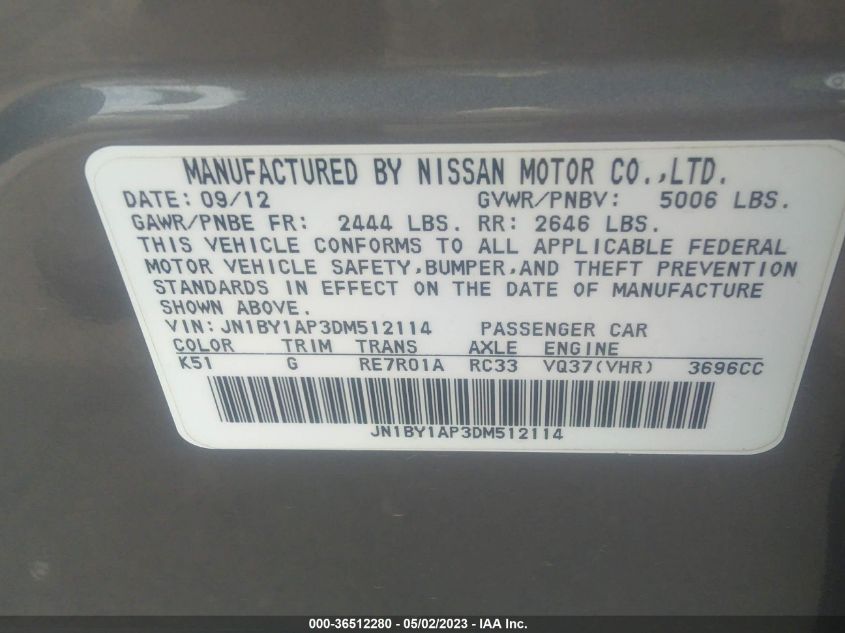 MANUFACTURED BY NISSAN MOTOR CO.,LTD.
DATE: 09/12 GVWR/PNBV: 5006 LBS.
GAWR/PNBE FR: 2444 LBS. RR: 2646 LBS.
THIS VEHICLE CONFORMS TO ALL APPLICABLE FEDERAL
MOTOR VEHICLE SAFETY,BUMPER,AND THEFT PREVENTION
STANDARDS IN EFFECT ON THE DATE OF MANUFACTURE
SHOWN ABOVE.
VIN: JN1BY1AP3DM512114 PASSENGER CAR
COLOR TRIM TRANS AXLE ENGINE
K51 G RE7R01A RC33 VQ37(VHR) 3696CC
JN1BY1AP3DM512114
000-36512280 - 05/02/2023 - IAA Inc.